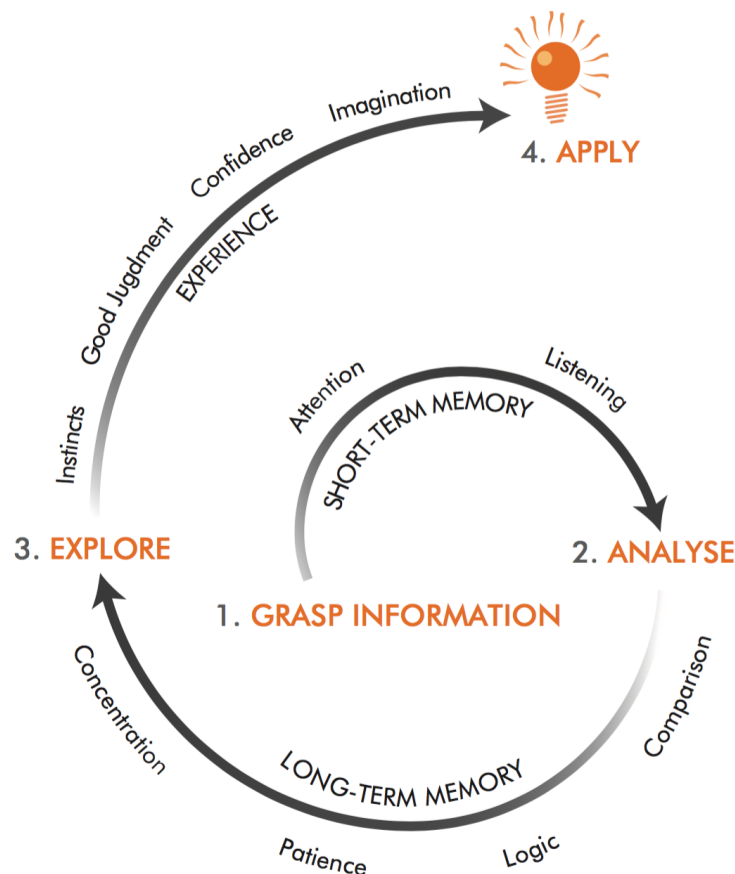 1. GRASP INFORMATION
Attention
Listening
SHORT-TERM MEMORY
2. ANALYSE
Comparison
Logic
Patience
Concentration
LONG-TERM MEMORY
3. EXPLORE
Instincts
Good Jugdment
Confidence
Imagination
EXPERIENCE
4. APPLY